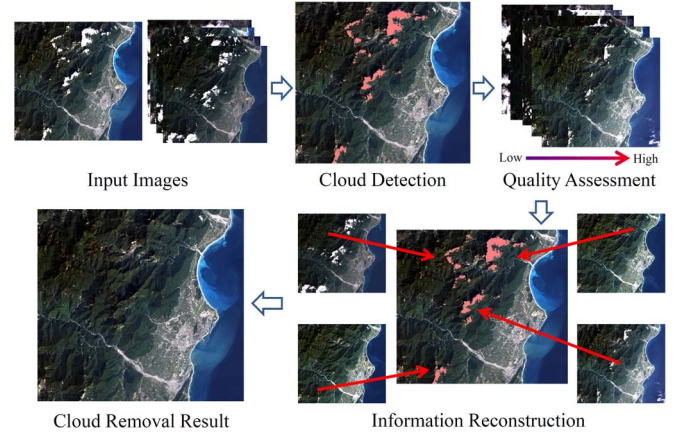 Low
High
Input Images
Cloud Detection
Quality Assessment
Cloud Removal Result
Information Reconstruction